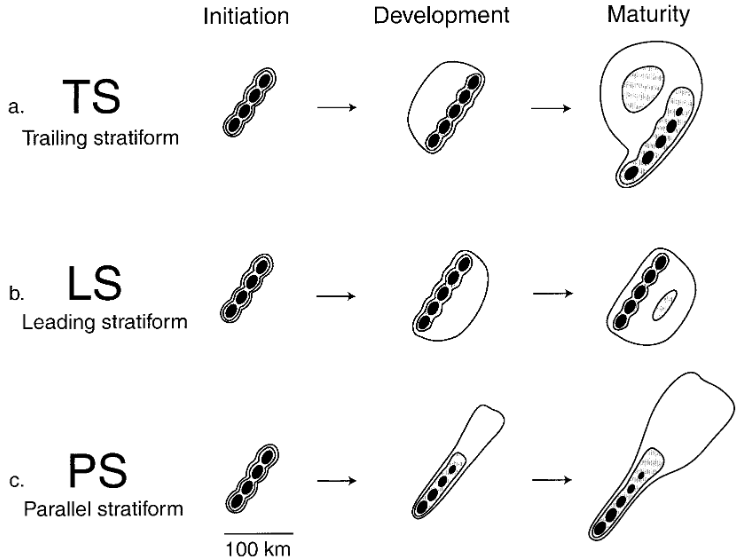 Initiation Development Maturity
a. TS
Trailing stratiform
b. LS
Leading stratiform
c. PS
Parallel stratiform
100 km